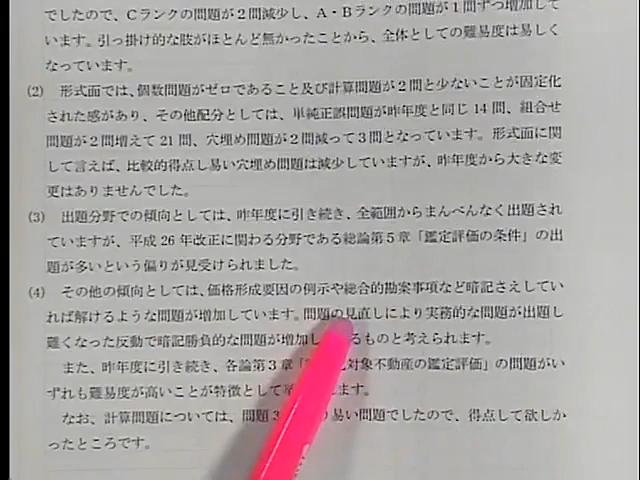 でしたので、Cランクの問題が2問減少し、A・Bランクの問題が1問ずつ増加して
います。引っ掛け的な肢がほとんど無かったことから、全体としての難易度は易しく
なっています。
(2) 形式面では、個数問題がゼロであること及び計算問題が2問と少ないことが固定化
された感があり、その他配分としては、単純正誤問題が昨年度と同じ14問、組合せ
問題が2問増えて21問、穴埋め問題が2問減って3問となっています。形式面に関
して言えば、比較的得点し易い穴埋め問題は減少していますが、昨年度から大きな変
更はありませんでした。
(3) 出題分野での傾向としては、昨年度に引き続き、全範囲からまんべんなく出題され
ていますが、平成26年改正に関わる分野である総論第5章「鑑定評価の条件」の出
題が多いという偏りが見受けられました。
(4) その他の傾向としては、価格形成要因の例示や総合的勘案事項など暗記さえしてい
れば解けるような問題が増加しています。問題の見直しにより実務的な問題が出題し
難くなった反動で暗記勝負的な問題が増加し るものと考えられます。
また、昨年度に引き続き、各論第3章「 対象不動産の鑑定評価」の問題がい
ずれも難易度が高いことが特徴として ます。
なお、計算問題については、問題3 易い問題でしたので、得点して欲しか
ったところです。